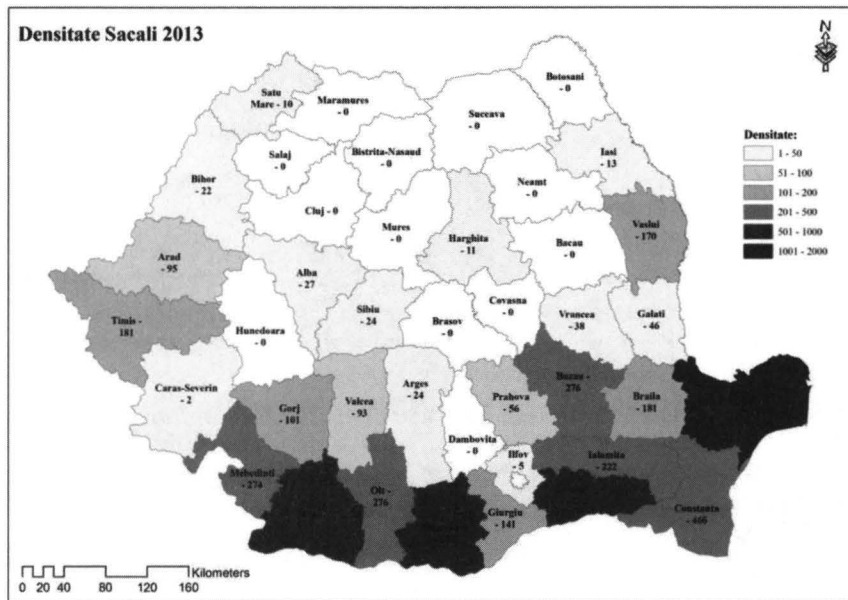 Densitate Sacali 2013
N
Botosani
- 0
Satu
Mare - 10
Maramures
- 0
Suceava
- 0
Densitate:
1 - 50
51 - 100
101 - 200
201 - 500
501 - 1000
1001 - 2000
Salaj
- 0
Bistrita-Nasaud
- 0
Iasi
- 13
Bihor
- 22
Neamt
- 0
Cluj - 0
Mures
- 0
Harghita
- 11
Bacau
- 0
Vaslui
- 170
Arad
- 95
Alba
- 27
Sibiu
- 24
Brasov
- 0
Covasna
- 0
Vrancea
- 38
Galati
- 46
Timis -
181
Hunedoara
- 0
Caras-Severin
- 2
Gorj
- 101
Valcea
- 93
Arges
- 24
Prahova
- 56
Buzau -
276
Braila
- 181
Dambovita
- 0
Ilfov
- 5
Ialomita
- 222
Mehedinti
- 274
Olt -
276
Giurgiu
- 141
Constanta
- 466
Kilometers
0 20 40 80 120 160